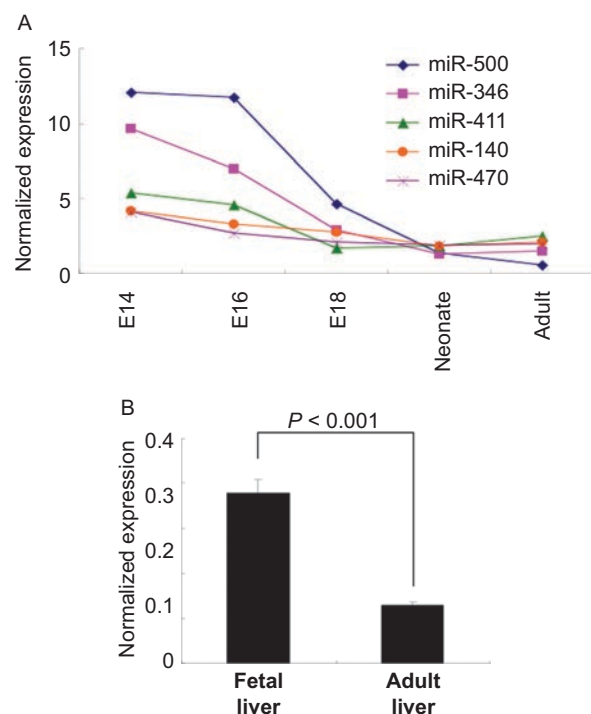 A
Normalized expression
15
10
5
0
miR-500
miR-346
miR-411
miR-140
miR-470
E14
E16
E18
Neonate
Adult
B
P < 0.001
Normalized expression
0.4
0.3
0.2
0.1
0
Fetal
liver
Adult
liver